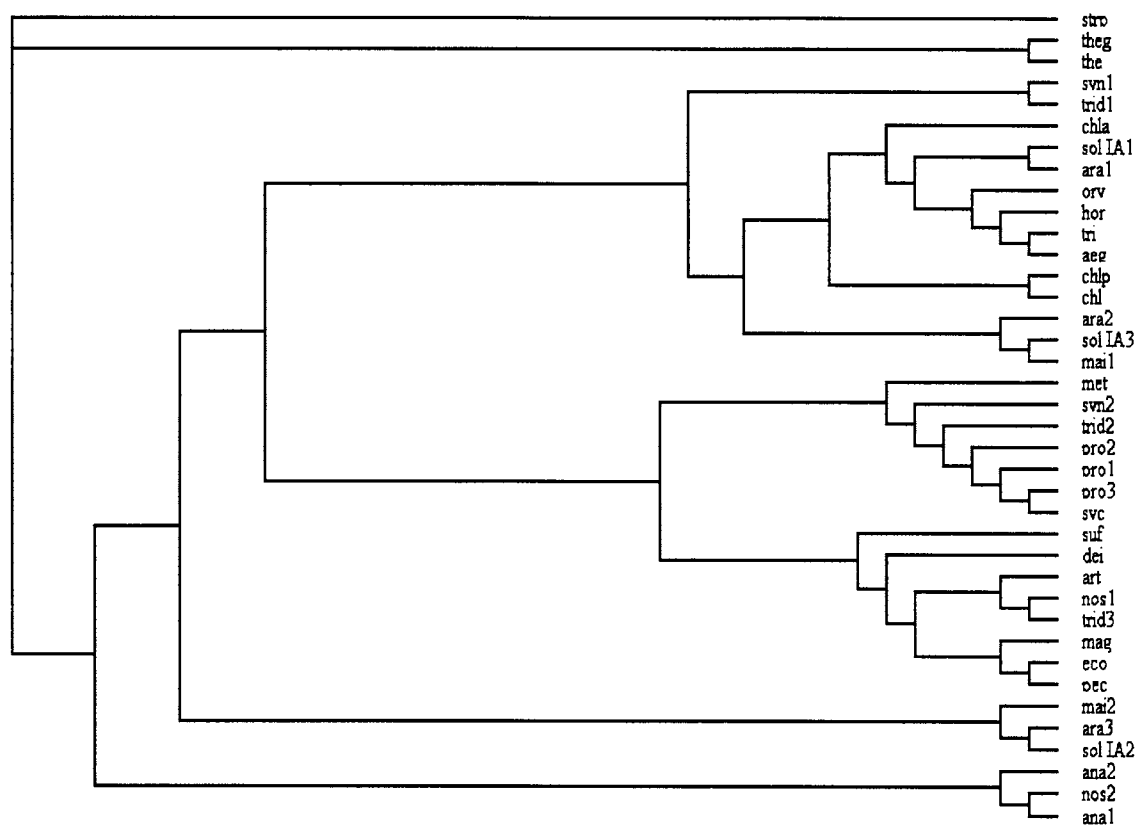 strp
theg
the
syn1
trid1
chla
sol IA1
ara1
ory
hor
tri
aeg
chlp
chl
ara2
sol IA3
mai1
met
syn2
trid2
pro2
pro1
pro3
syc
suf
dei
art
nos1
trid3
mag
eco
pec
mai2
ara3
sol IA2
ana2
nos2
ana1